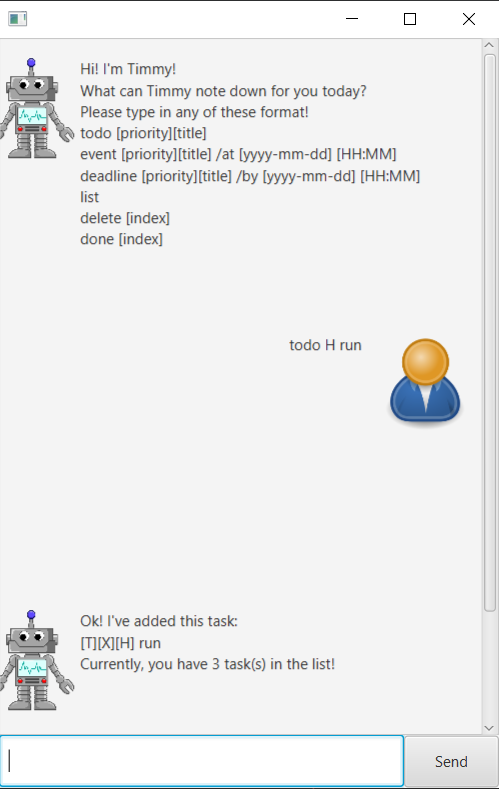 Hi! I'm Timmy!
What can Timmy note down for you today?
Please type in any of these format!
todo [priority][title]
event [priority][title] /at [yyyy-mm-dd] [HH:MM]
deadline [priority][title] /by [yyyy-mm-dd] [HH:MM]
list
delete [index]
done [index]
todo H run
Ok! I've added this task:
[T][X][H] run
Currently, you have 3 task(s) in the list!
Send